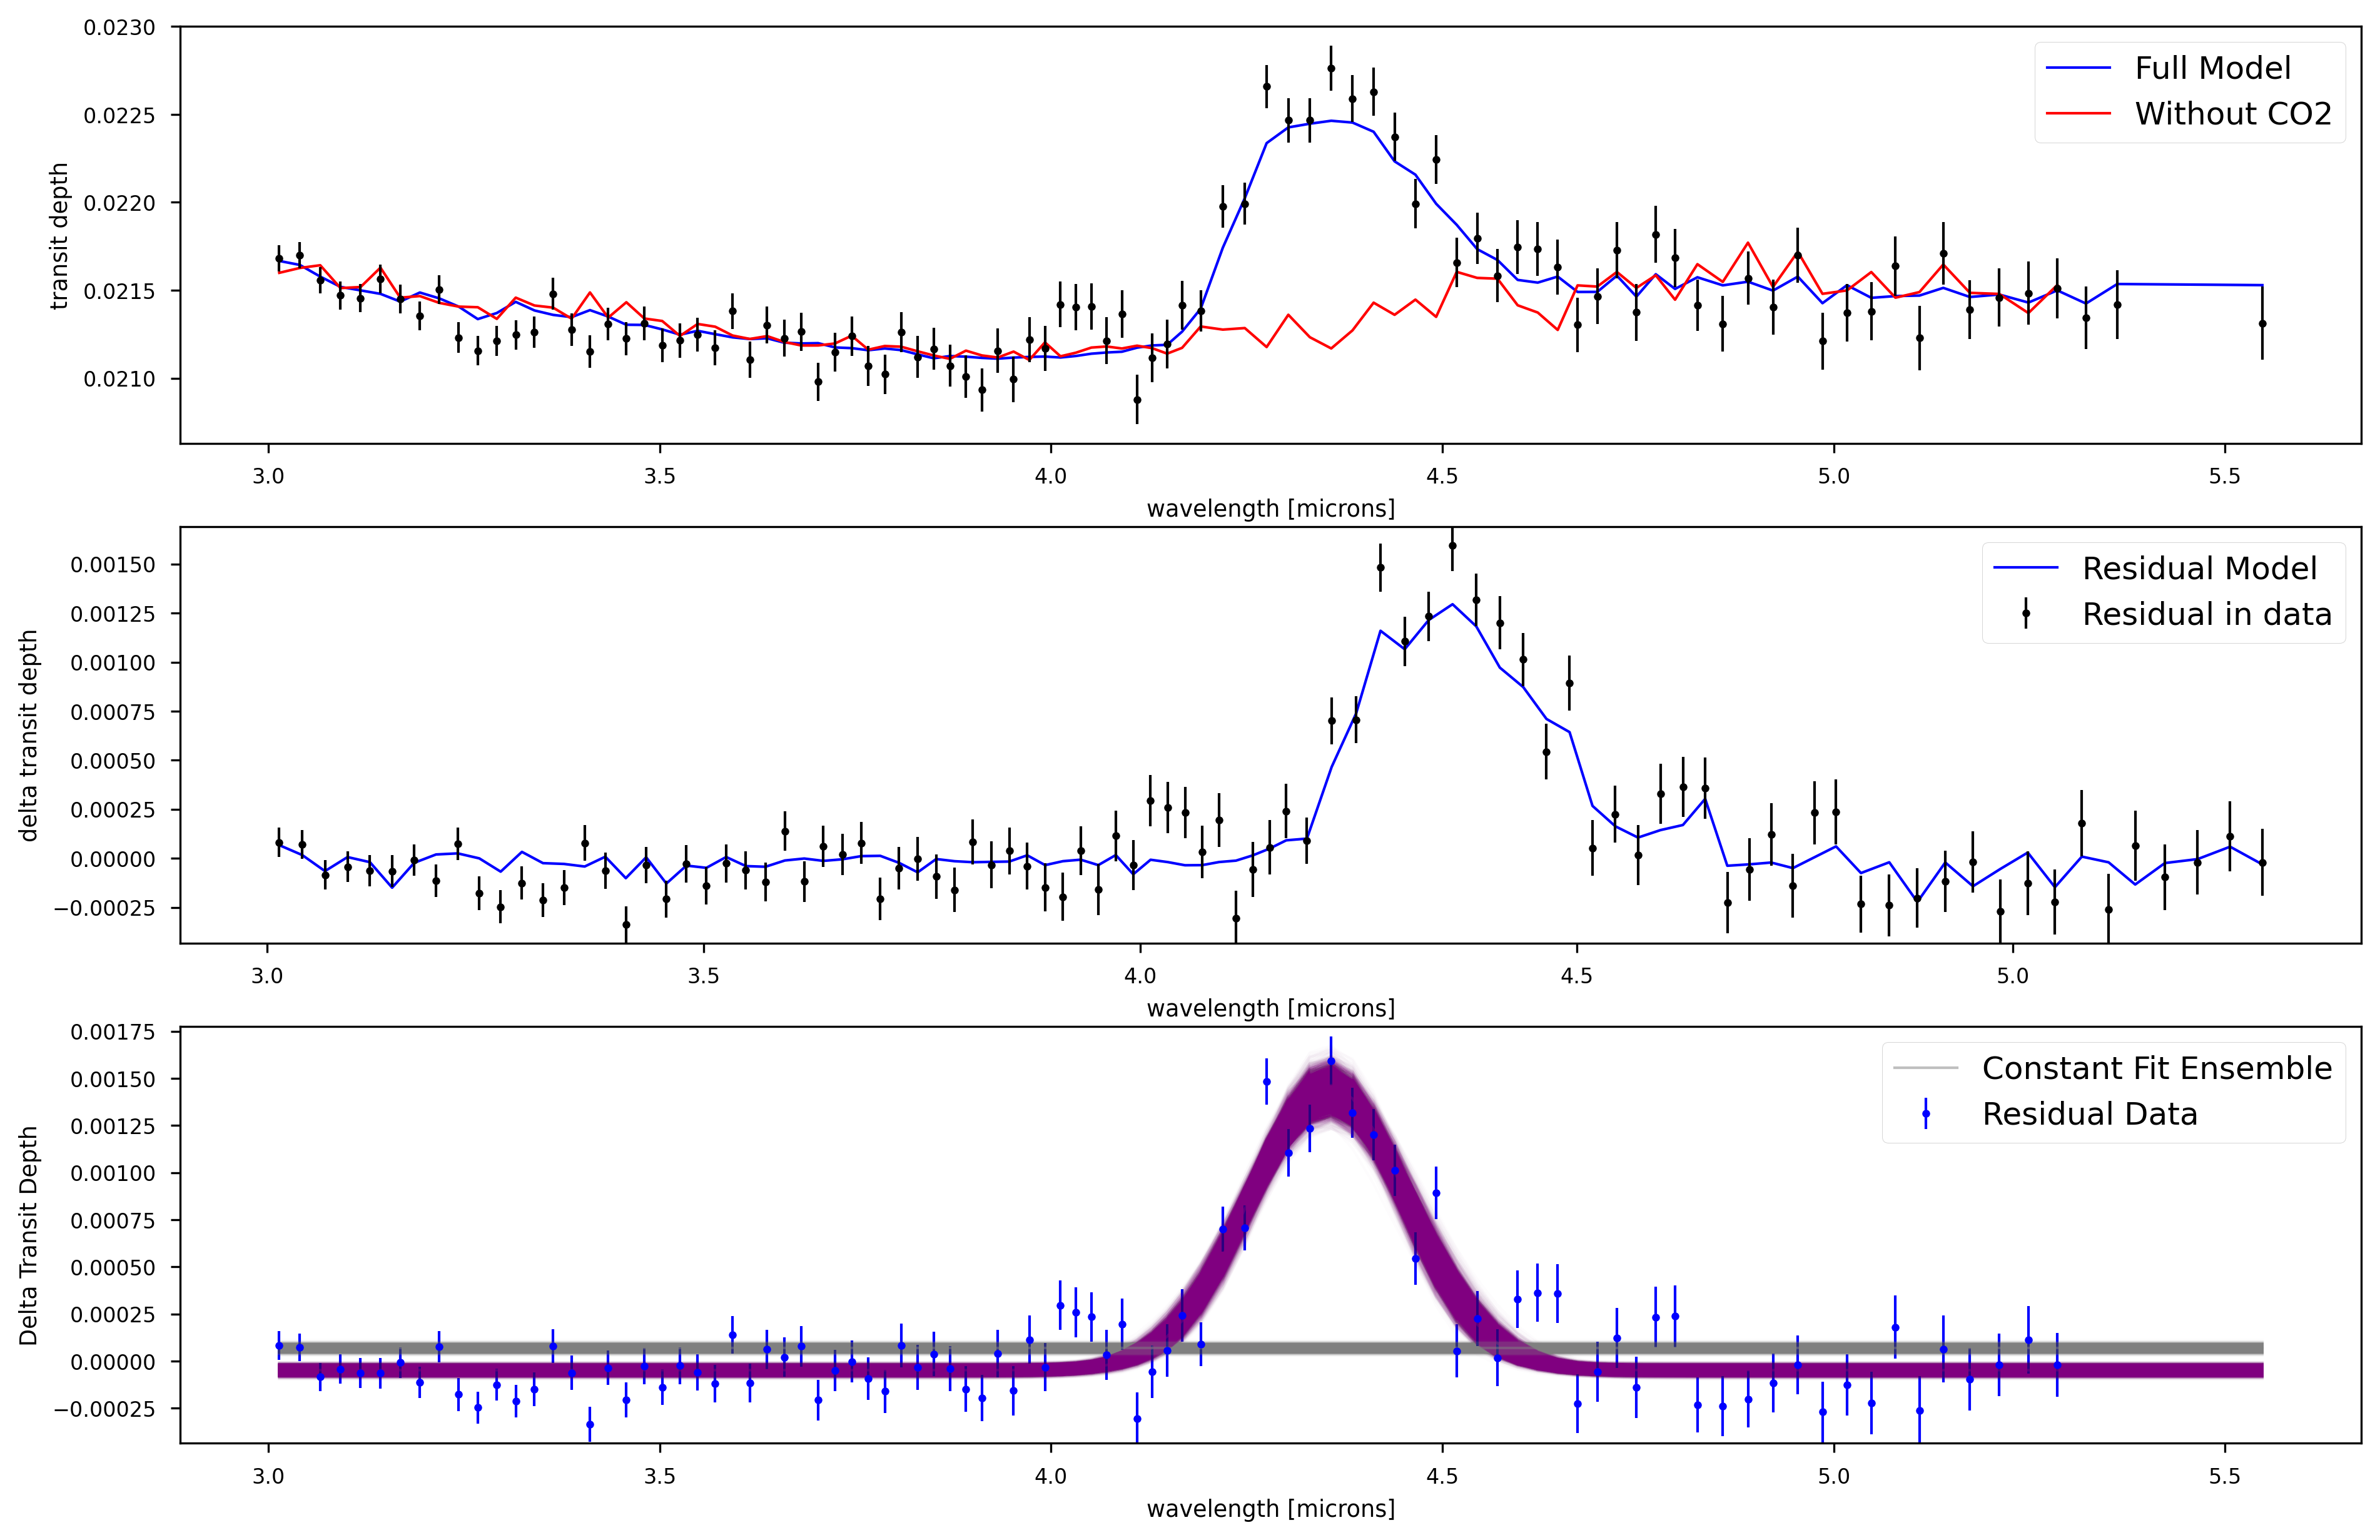 0.0230
0.0225
0.0220
0.0215
0.0210
transit depth
Full Model
Without CO2
3.0 3.5 4.0 4.5 5.0 5.5
wavelength [microns]
0.00150
0.00125
0.00100
0.00075
0.00050
0.00025
0.00000
−0.00025
delta transit depth
Residual Model
Residual in data
3.0 3.5 4.0 4.5 5.0
wavelength [microns]
0.00175
0.00150
0.00125
0.00100
0.00075
0.00050
0.00025
0.00000
−0.00025
Delta Transit Depth
Constant Fit Ensemble
Residual Data
3.0 3.5 4.0 4.5 5.0 5.5
wavelength [microns]